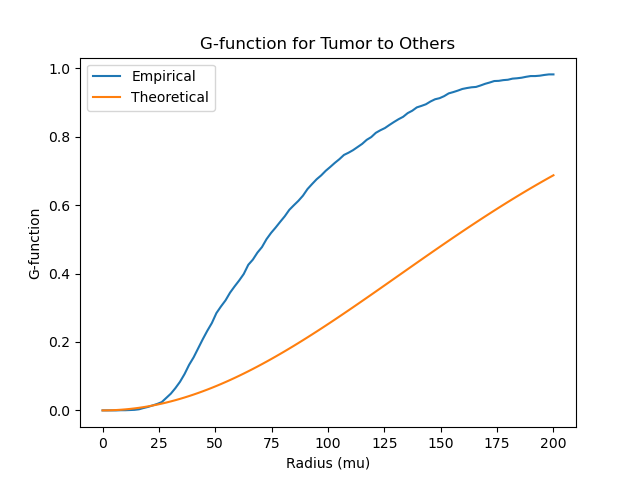 G-function for Tumor to Others
Empirical
Theoretical
1.0
0.8
0.6
0.4
0.2
0.0
G-function
0 25 50 75 100 125 150 175 200
Radius (mu)